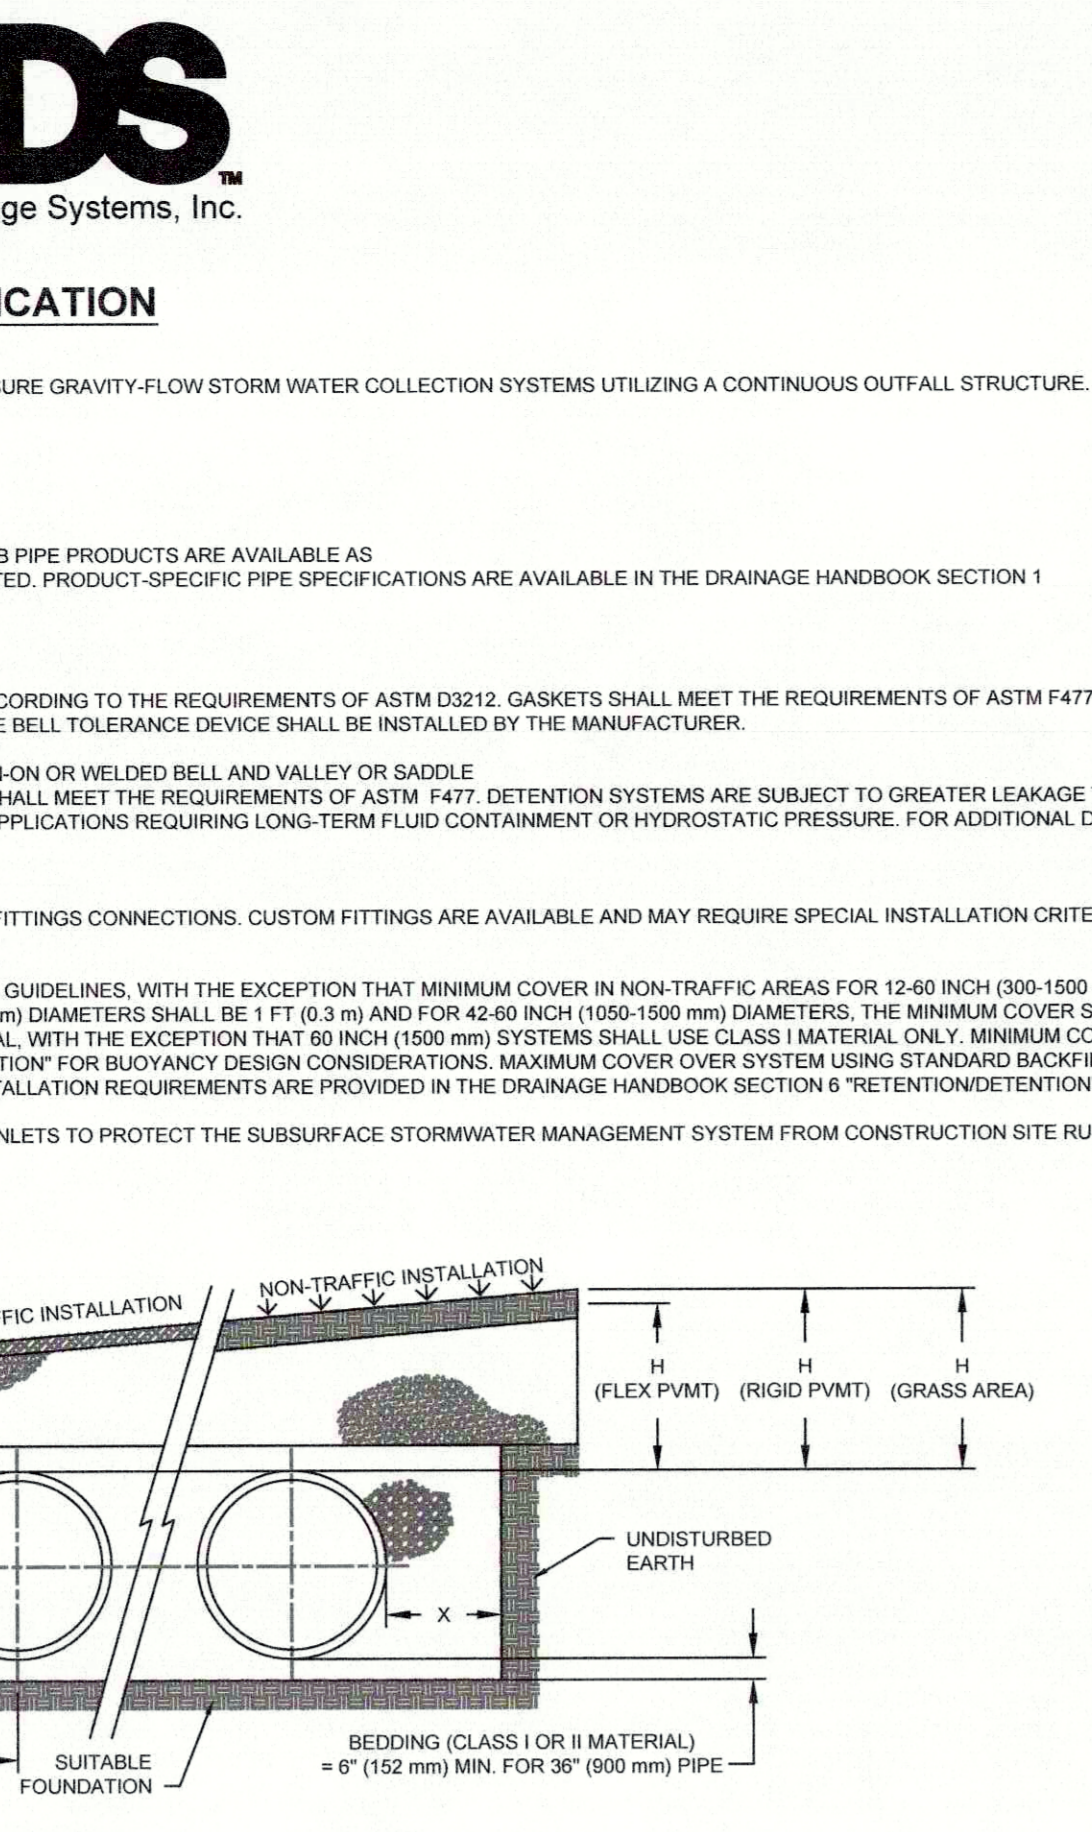 DS
TM
ge Systems, Inc.
ICATION
SURE GRAVITY-FLOW STORM WATER COLLECTION SYSTEMS UTILIZING A CONTINUOUS OUTFALL STRUCTURE.
B PIPE PRODUCTS ARE AVAILABLE AS
TED. PRODUCT-SPECIFIC PIPE SPECIFICATIONS ARE AVAILABLE IN THE DRAINAGE HANDBOOK SECTION 1
CORDING TO THE REQUIREMENTS OF ASTM D3212. GASKETS SHALL MEET THE REQUIREMENTS OF ASTM F477
E BELL TOLERANCE DEVICE SHALL BE INSTALLED BY THE MANUFACTURER.
-ON OR WELDED BELL AND VALLEY OR SADDLE
HALL MEET THE REQUIREMENTS OF ASTM F477. DETENTION SYSTEMS ARE SUBJECT TO GREATER LEAKAGE
PPLICATIONS REQUIRING LONG-TERM FLUID CONTAINMENT OR HYDROSTATIC PRESSURE. FOR ADDITIONAL D
FITTINGS CONNECTIONS. CUSTOM FITTINGS ARE AVAILABLE AND MAY REQUIRE SPECIAL INSTALLATION CRITE
GUIDELINES, WITH THE EXCEPTION THAT MINIMUM COVER IN NON-TRAFFIC AREAS FOR 12-60 INCH (300-1500
m) DIAMETERS SHALL BE 1 FT (0.3 m) AND FOR 42-60 INCH (1050-1500 mm) DIAMETERS, THE MINIMUM COVER S
AL, WITH THE EXCEPTION THAT 60 INCH (1500 mm) SYSTEMS SHALL USE CLASS I MATERIAL ONLY. MINIMUM CO
TION" FOR BUOYANCY DESIGN CONSIDERATIONS. MAXIMUM COVER OVER SYSTEM USING STANDARD BACKFI
TALLATION REQUIREMENTS ARE PROVIDED IN THE DRAINAGE HANDBOOK SECTION 6 "RETENTION/DETENTION
NLETS TO PROTECT THE SUBSURFACE STORMWATER MANAGEMENT SYSTEM FROM CONSTRUCTION SITE RU
FFIC INSTALLATION
NON-TRAFFIC INSTALLATION
H
(FLEX PVMT)
H
(RIGID PVMT)
H
(GRASS AREA)
UNDISTURBED
EARTH
X
SUITABLE
FOUNDATION
BEDDING (CLASS I OR II MATERIAL)
= 6" (152 mm) MIN. FOR 36" (900 mm) PIPE